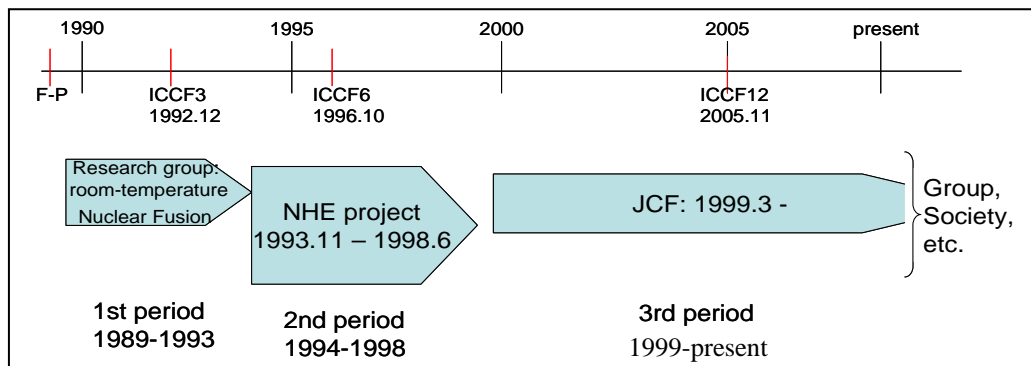 1990 1995 2000 2005 present
F-P ICCF3 ICCF6 ICCF12
1992.12 1996.10 2005.11
Research group:
room-temperature
Nuclear Fusion
NHE project
1993.11 – 1998.6
JCF: 1999.3 -
Group,
Society,
etc.
1st period
1989-1993
2nd period
1994-1998
3rd period
1999-present